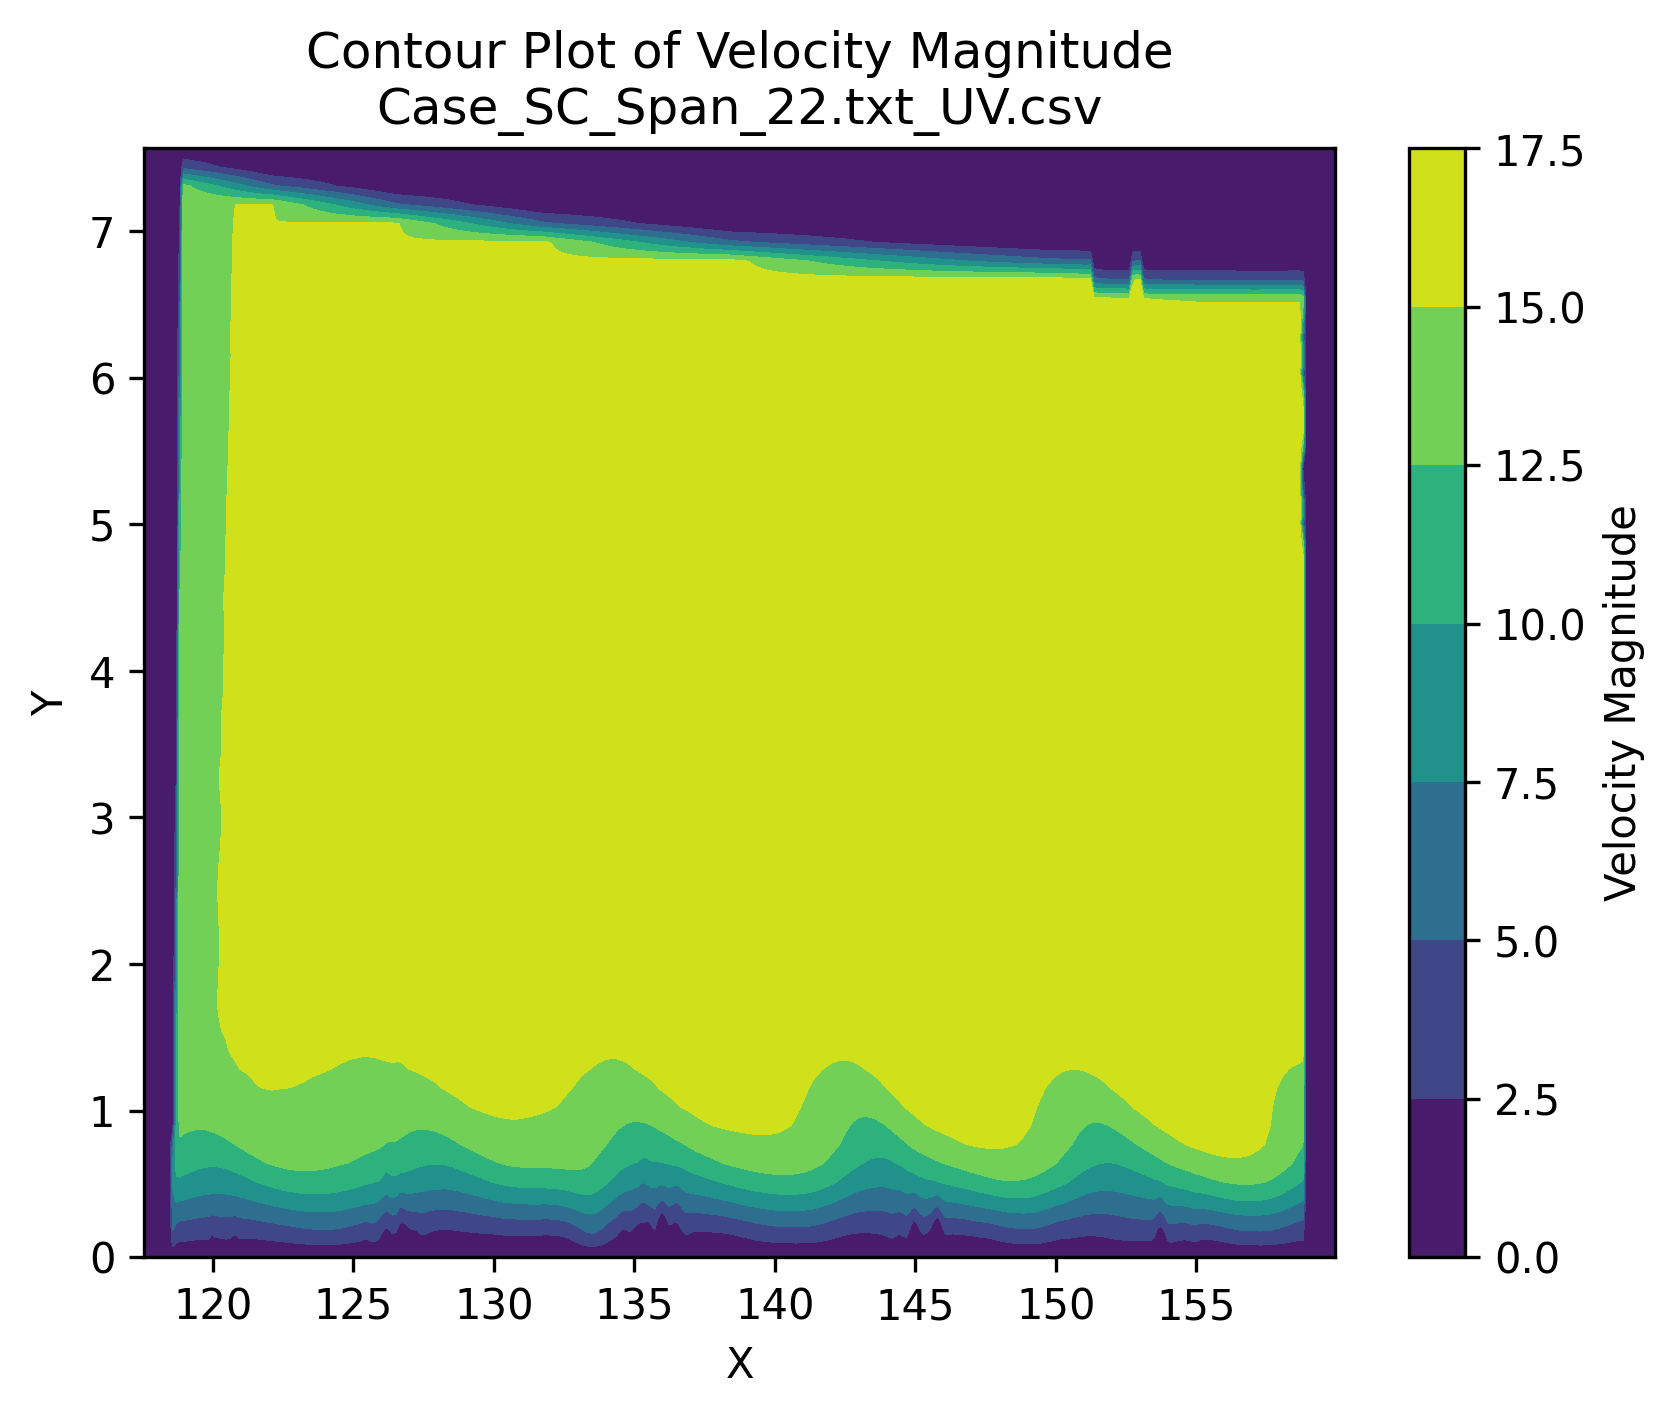 Contour Plot of Velocity Magnitude
Case_SC_Span_22.txt_UV.csv
7
6
5
4
3
2
1
0
Y
120 125 130 135 140 145 150 155
X
17.5
15.0
12.5
10.0
7.5
5.0
2.5
0.0
Velocity Magnitude